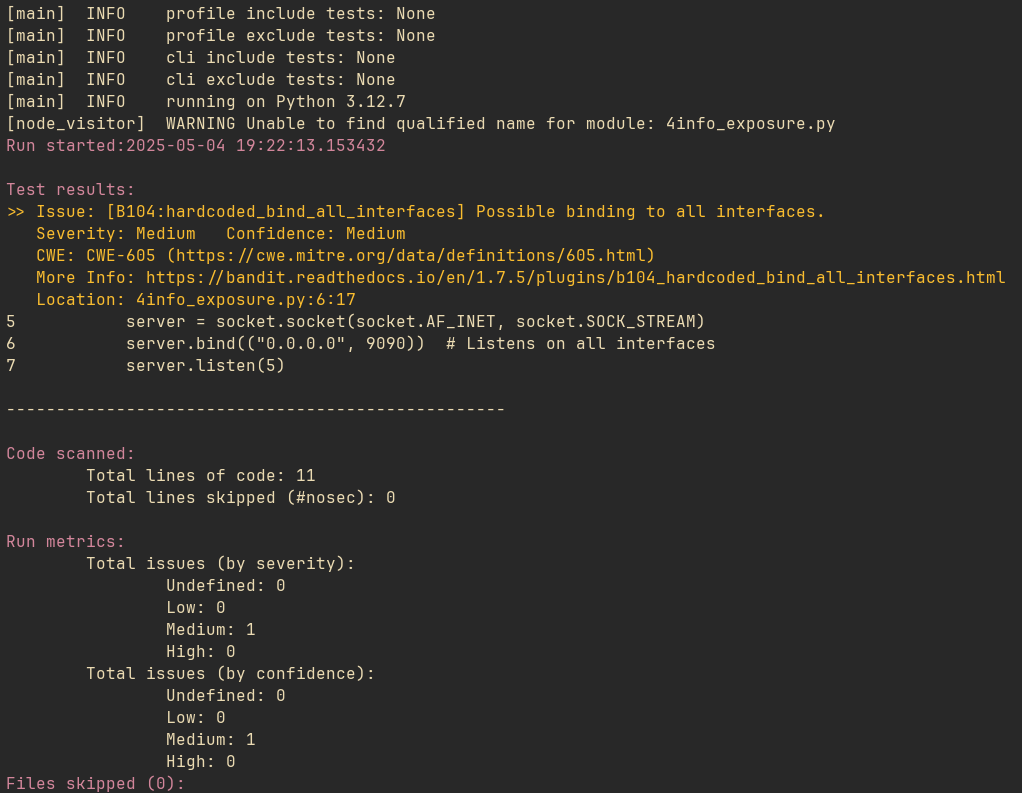 [main]  INFO    profile include tests: None
[main]  INFO    profile exclude tests: None
[main]  INFO    cli include tests: None
[main]  INFO    cli exclude tests: None
[main]  INFO    running on Python 3.12.7
[node_visitor]  WARNING Unable to find qualified name for module: 4info_exposure.py
Run started:2025-05-04 19:22:13.153432

Test results:
>> Issue: [B104:hardcoded_bind_all_interfaces] Possible binding to all interfaces.
   Severity: Medium   Confidence: Medium
   CWE: CWE-605 (https://cwe.mitre.org/data/definitions/605.html)
   More Info: https://bandit.readthedocs.io/en/1.7.5/plugins/b104_hardcoded_bind_all_interfaces.html
   Location: 4info_exposure.py:6:17
5           server = socket.socket(socket.AF_INET, socket.SOCK_STREAM)
6           server.bind(("0.0.0.0", 9090))  # Listens on all interfaces
7           server.listen(5)

--------------------------------------------------

Code scanned:
        Total lines of code: 11
        Total lines skipped (#nosec): 0

Run metrics:
        Total issues (by severity):
                Undefined: 0
                Low: 0
                Medium: 1
                High: 0
        Total issues (by confidence):
                Undefined: 0
                Low: 0
                Medium: 1
                High: 0
Files skipped (0):